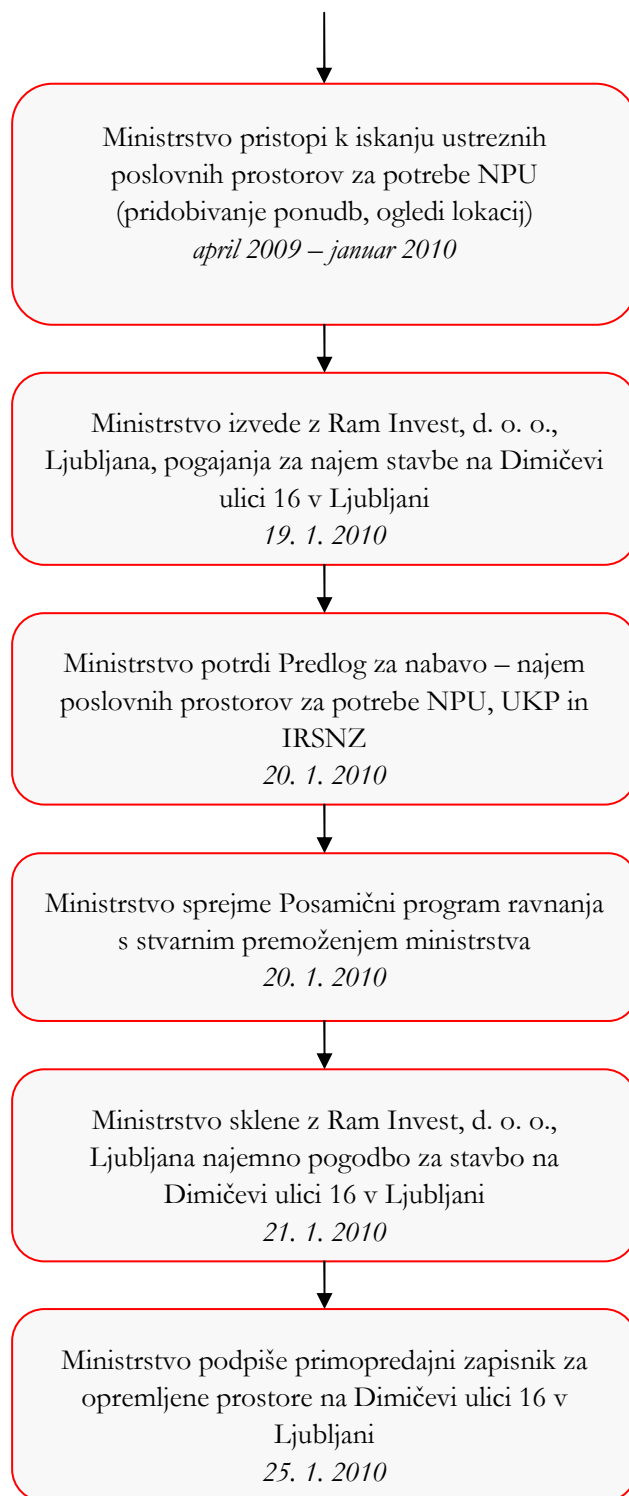 Ministrstvo pristopi k iskanju ustreznih
poslovnih prostorov za potrebe NPU
(pridobivanje ponudb, ogledi lokacij)
april 2009 – januar 2010
Ministrstvo izvede z Ram Invest, d. o. o.,
Ljubljana, pogajanja za najem stavbe na Dimičevi
ulici 16 v Ljubljani
19. 1. 2010
Ministrstvo potrdi Predlog za nabavo – najem
poslovnih prostorov za potrebe NPU, UKP in
IRSNZ
20. 1. 2010
Ministrstvo sprejme Posamični program ravnanja
s stvarnim premoženjem ministrstva
20. 1. 2010
Ministrstvo sklene z Ram Invest, d. o. o.,
Ljubljana najemno pogodbo za stavbo na
Dimičevi ulici 16 v Ljubljani
21. 1. 2010
Ministrstvo podpiše primopredajni zapisnik za
opremljene prostore na Dimičevi ulici 16 v
Ljubljani
25. 1. 2010